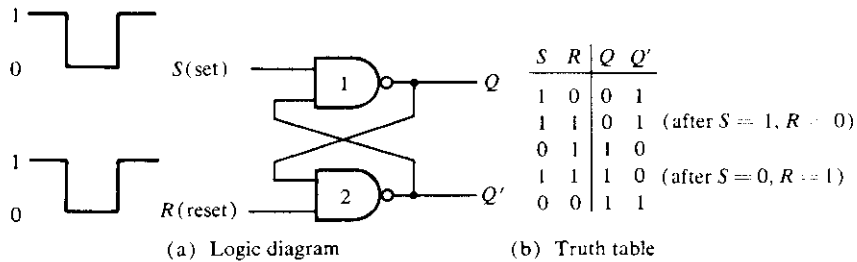 1
0
S(set)
1
Q
1
0
R(reset)
2
Q'
(a) Logic diagram
S R Q Q'
1 0 0 1
1 1 0 1 (after S = 1, R = 0)
0 1 1 0
1 1 1 0 (after S = 0, R = 1)
0 0 1 1
(b) Truth table